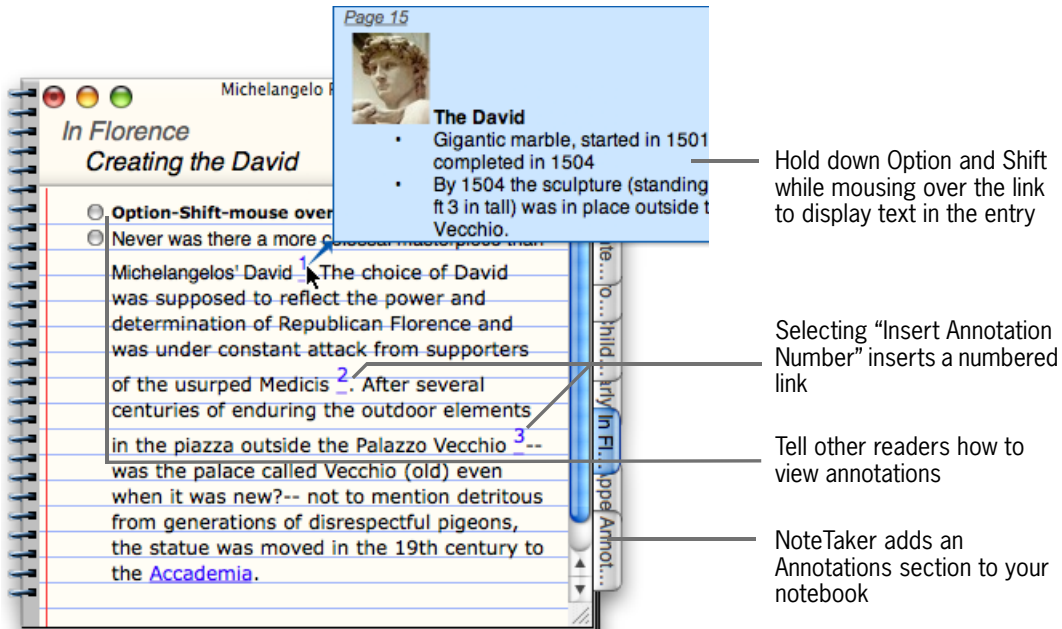 Page 15
The David
• Gigantic marble, started in 1501
completed in 1504
• By 1504 the sculpture (standing
ft 3 in tall) was in place outside
Vecchio.
Michelangelo
In Florence
Creating the David
Option-Shift-mouse over
Never was there a more colossal masterpiece than
Michelangelos' David 1. The choice of David
was supposed to reflect the power and
determination of Republican Florence and
was under constant attack from supporters
of the usurped Medicis 2. After several
centuries of enduring the outdoor elements
in the piazza outside the Palazzo Vecchio 3--
was the palace called Vecchio (old) even
when it was new?-- not to mention detritous
from generations of disrespectful pigeons,
the statue was moved in the 19th century to
the Accademia.
In Fl...
Annot...
Hold down Option and Shift
while mousing over the link
to display text in the entry
Selecting “Insert Annotation
Number” inserts a numbered
link
Tell other readers how to
view annotations
NoteTaker adds an
Annotations section to your
notebook